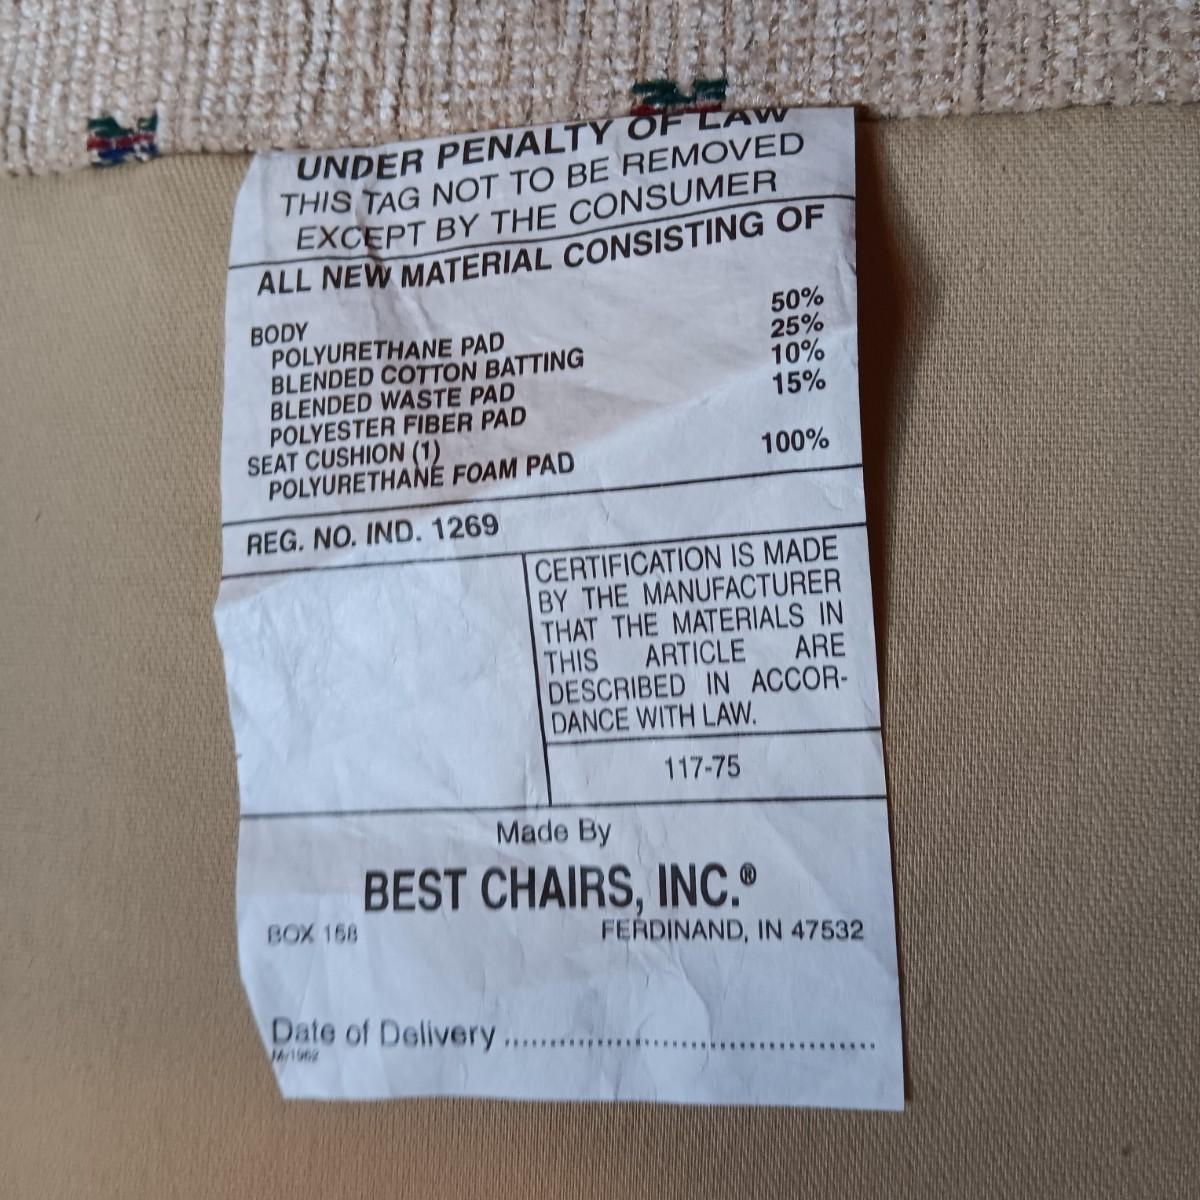 UNDER PENALTY OF LAW
THIS TAG NOT TO BE REMOVED
EXCEPT BY THE CONSUMER
ALL NEW MATERIAL CONSISTING OF
BODY
POLYURETHANE PAD 50%
BLENDED COTTON BATTING 25%
BLENDED WASTE PAD 10%
POLYESTER FIBER PAD 15%
SEAT CUSHION (1)
POLYURETHANE FOAM PAD 100%
REG. NO. IND. 1269
CERTIFICATION IS MADE
BY THE MANUFACTURER
THAT THE MATERIALS IN
THIS ARTICLE ARE
DESCRIBED IN ACCOR-
DANCE WITH LAW.
117-75
Made By
BEST CHAIRS, INC.®
BOX 158 FERDINAND, IN 47532
Date of Delivery ........................................